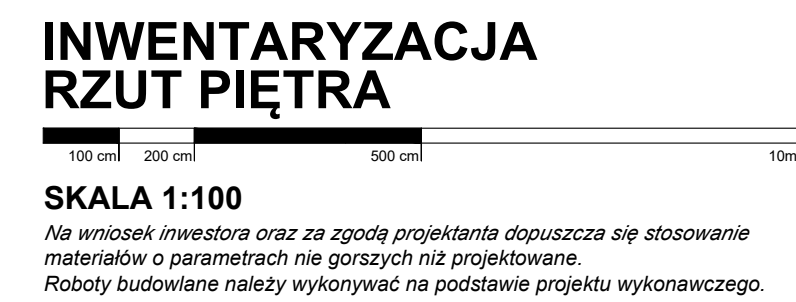 INWENTARYZACJA
RZUT PIĘTRA
100 cm 200 cm 500 cm 10m
SKALA 1:100
Na wniosek inwestora oraz za zgodą projektanta dopuszcza się stosowanie
materiałów o parametrach nie gorszych niż projektowane.
Roboty budowlane należy wykonywać na podstawie projektu wykonawczego.